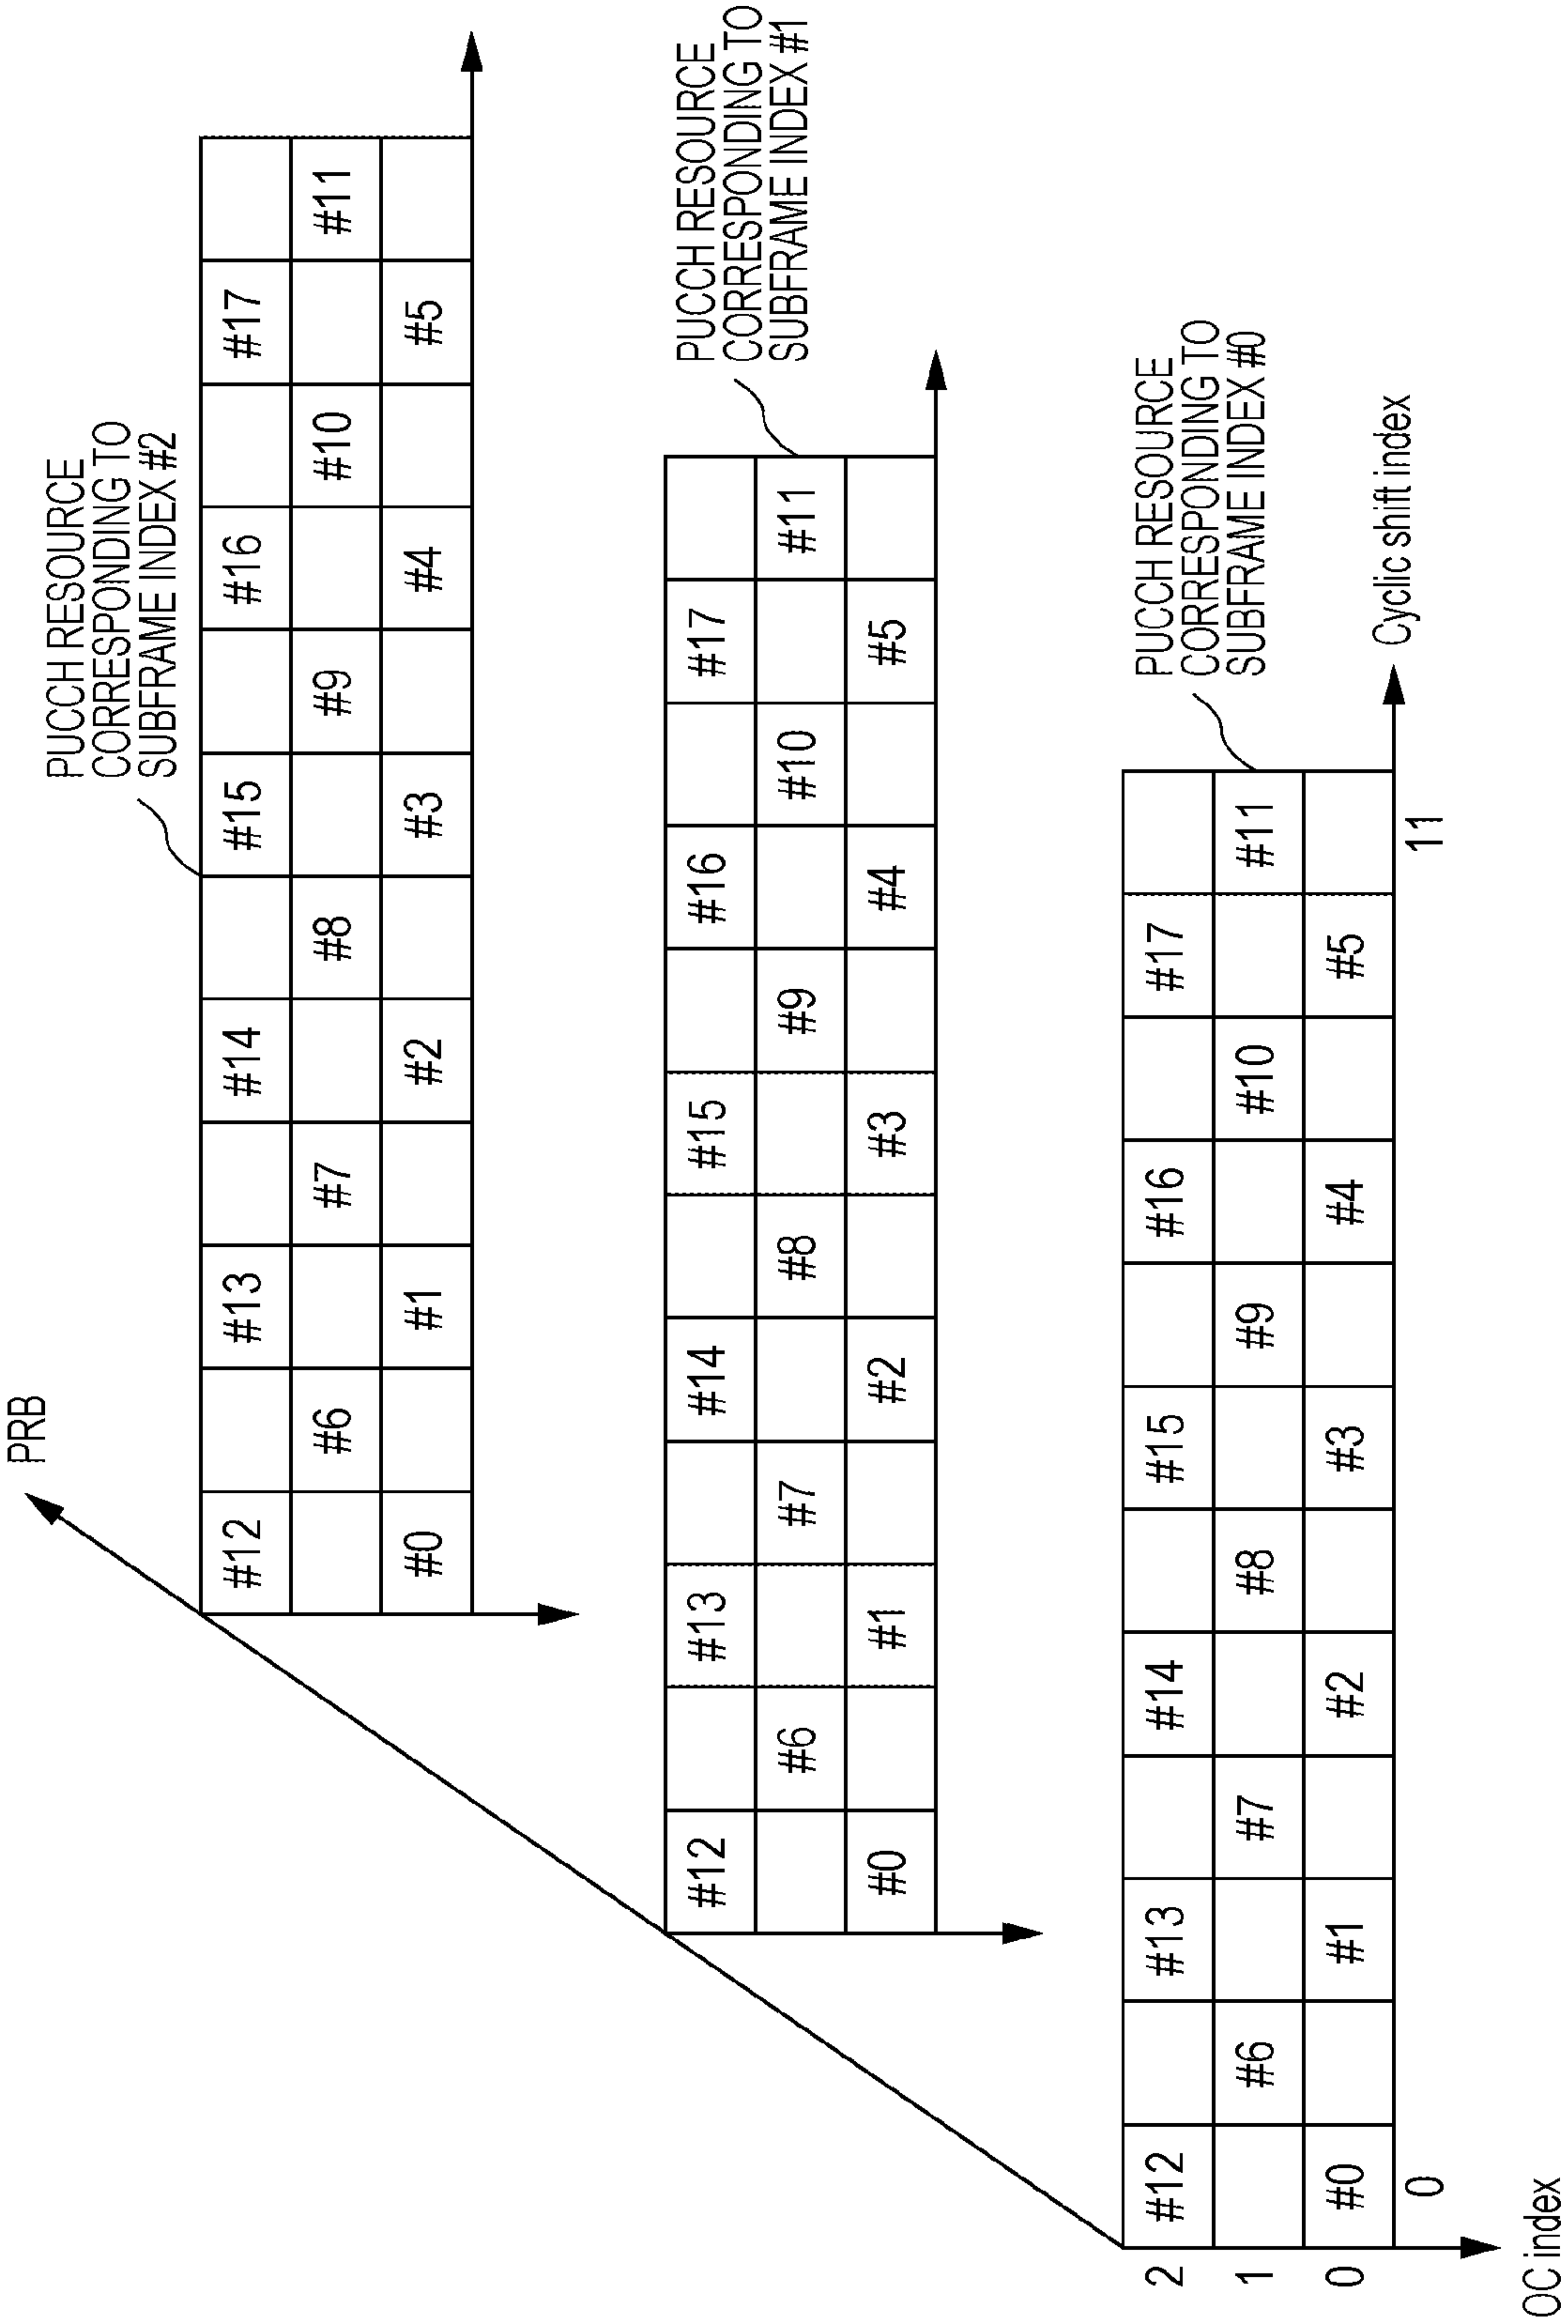 PRB
PUCCH RESOURCE
CORRESPONDING TO
SUBFRAME INDEX #2
#12 #13 #14 #15 #16 #17
#6 #7 #8 #9 #10 #11
#0 #1 #2 #3 #4 #5
PUCCH RESOURCE
CORRESPONDING TO
SUBFRAME INDEX #1
#12 #13 #14 #15 #16 #17
#6 #7 #8 #9 #10 #11
#0 #1 #2 #3 #4 #5
PUCCH RESOURCE
CORRESPONDING TO
SUBFRAME INDEX #0
2 #12 #13 #14 #15 #16 #17
1 #6 #7 #8 #9 #10 #11
0 #0 #1 #2 #3 #4 #5
0 11
Cyclic shift index
OC index